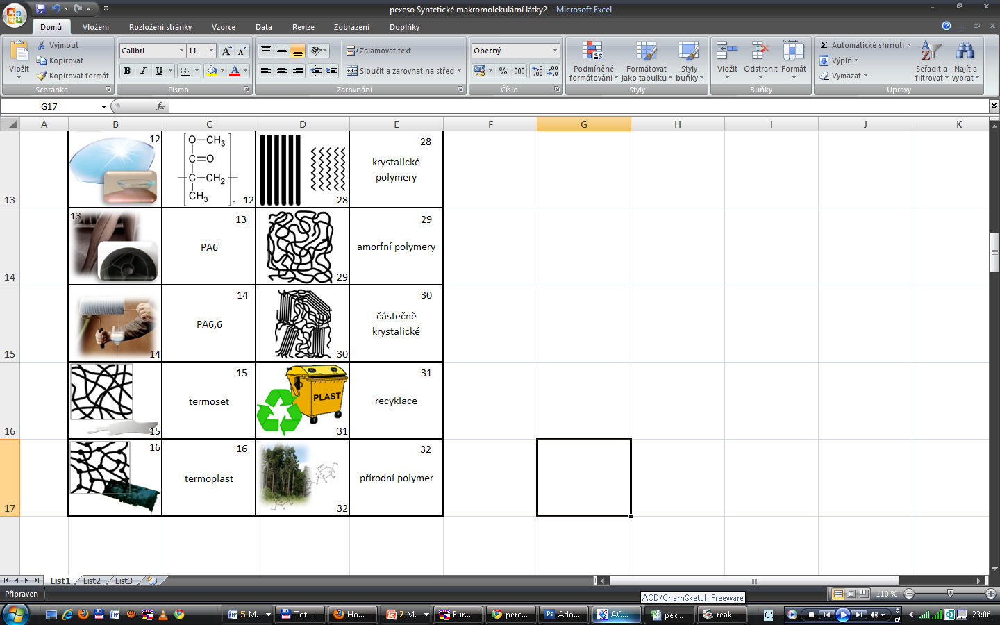 pexeso Syntetické makromolekulární látky2 - Microsoft Excel
Domů Vložení Rozložení stránky Vzorce Data Revize Zobrazení Doplňky
Vložit
Vyjmout
Kopírovat
Kopírovat formát
Schránka
Calibri 11
B I U
Písmo
Zalamovat text
Sloučit a zarovnat na střed
Zarovnání
Obecný
% 000
Číslo
Podmíněné formátování
Formátovat jako tabulku
Styly buňky
Styly
Vložit Odstranit Formát
Buňky
Σ Automatické shrnutí
Výplň
Vymazat
Seřadit a filtrovat
Najít a vybrat
Úpravy
G17 fx
A B C D E F G H I J K
13 12 O-CH3 C=O C-CH2 CH3 n 12 28 28 krystalické polymery
14 13 13 PA6 29 29 amorfní polymery
15 14 14 PA6,6 30 30 částečně krystalické
16 15 15 termoset PLAST 31 31 recyklace
17 16 16 termoplast 32 32 přírodní polymer
List1 List2 List3
Připraven 110 %
ACD/ChemSketch Freeware
5 M. Tot... Ho... 2 M. Eur... perc... Ps Ado... AC... pex... reak... CS 23:06